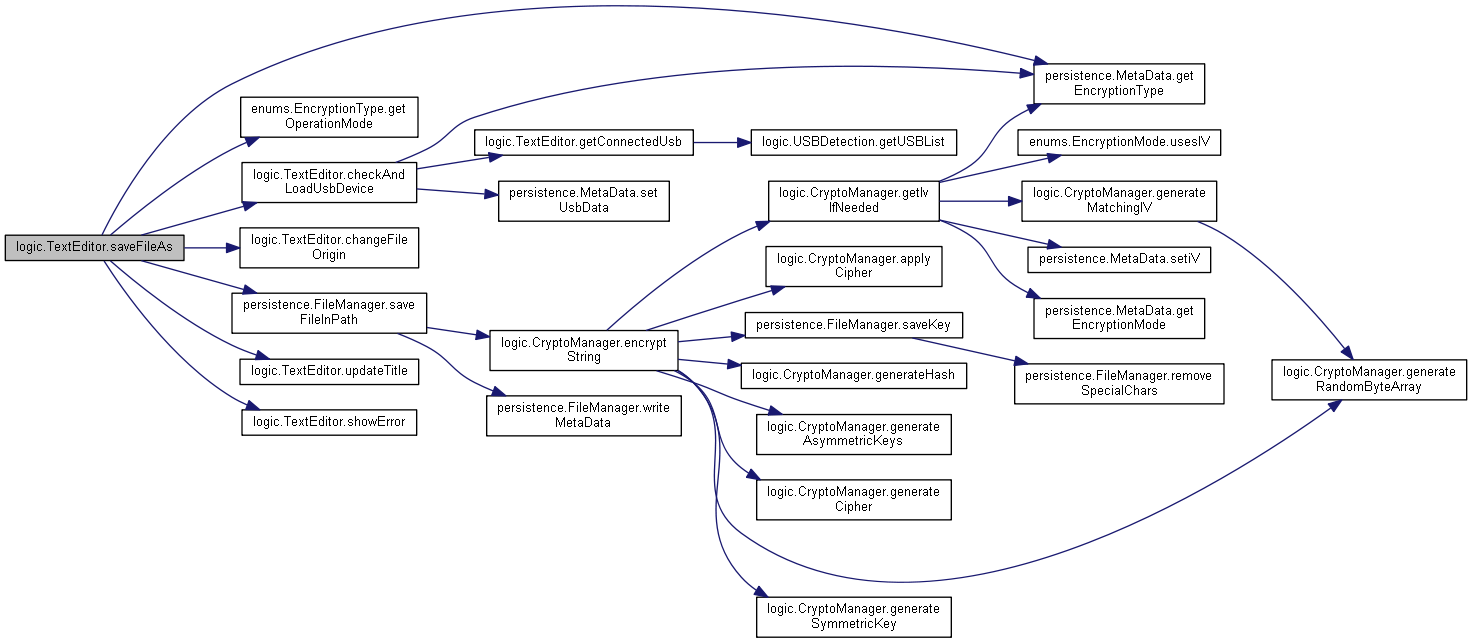 logic.TextEditor.saveFileAs
enums.EncryptionType.get
OperationMode
logic.TextEditor.checkAnd
LoadUsbDevice
logic.TextEditor.changeFile
Origin
persistence.FileManager.save
FileInPath
logic.TextEditor.updateTitle
logic.TextEditor.showError
logic.TextEditor.getConnectedUsb
persistence.MetaData.set
UsbData
logic.CryptoManager.encrypt
String
persistence.FileManager.write
MetaData
logic.USBDetection.getUSBList
logic.CryptoManager.getIv
IfNeeded
logic.CryptoManager.apply
Cipher
persistence.FileManager.saveKey
logic.CryptoManager.generateHash
logic.CryptoManager.generate
AsymmetricKeys
logic.CryptoManager.generate
Cipher
logic.CryptoManager.generate
SymmetricKey
persistence.MetaData.get
EncryptionType
enums.EncryptionMode.usesIV
logic.CryptoManager.generate
MatchingIV
persistence.MetaData.setiV
persistence.MetaData.get
EncryptionMode
persistence.FileManager.remove
SpecialChars
logic.CryptoManager.generate
RandomByteArray